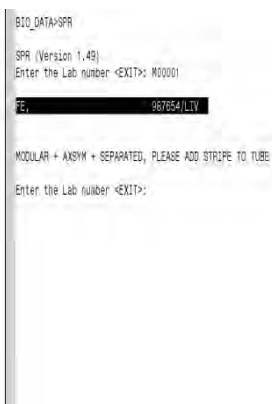 BIO_DATA>SPR
SPR (Version 1.49)
Enter the Lab number <EXIT>: M00001
FE, 987654/LIV
MODULAR + AXSYM + SEPARATED, PLEASE ADD STRIPE TO TUBE
Enter the Lab number <EXIT>: